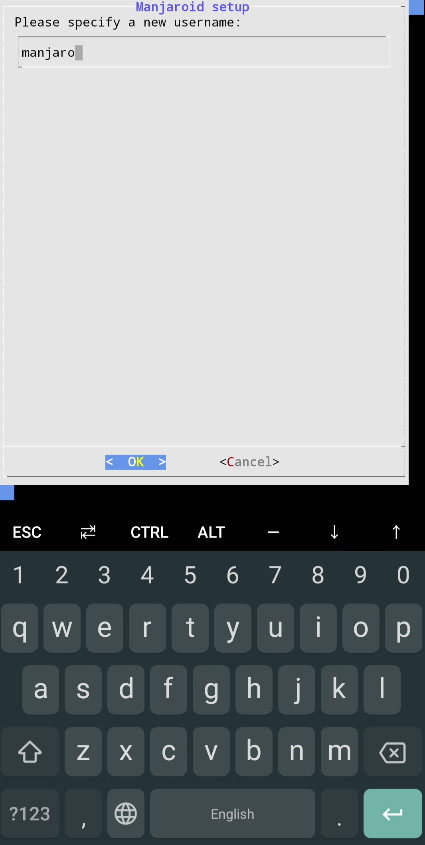 Manjaroid setup
Please specify a new username:
manjaro
< OK > <Cancel>
ESC CTRL ALT – ↓ ↑
1 2 3 4 5 6 7 8 9 0
q w e r t y u i o p
a s d f g h j k l
z x c v b n m
?123 , English .